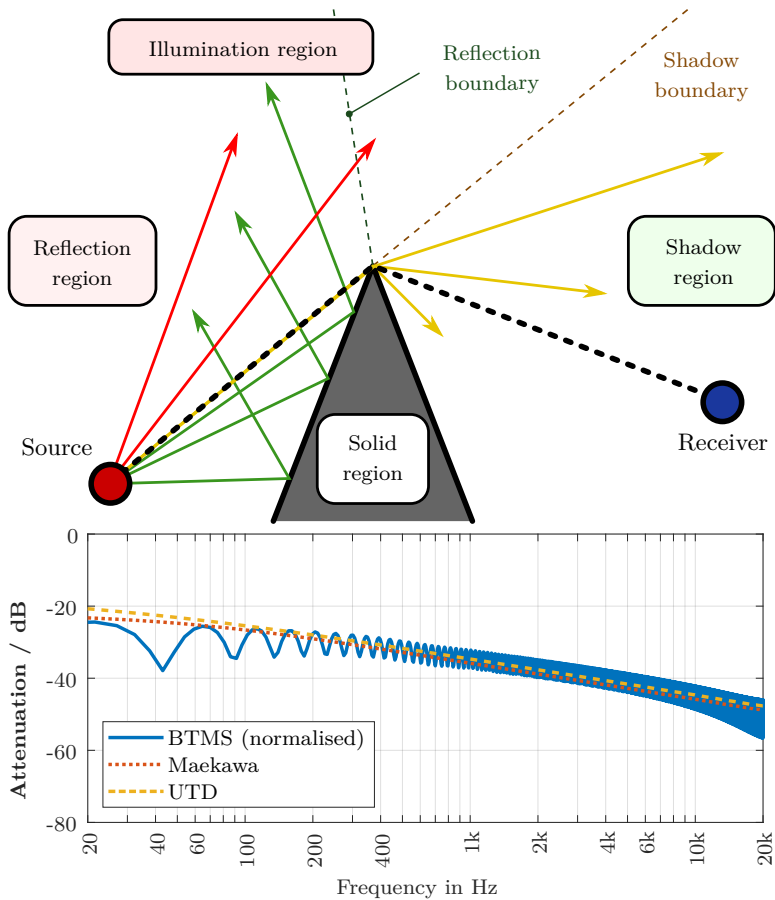 Illumination region
Reflection
boundary
Shadow
boundary
Reflection
region
Shadow
region
Source
Solid
region
Receiver
0
-20
-40
-60
-80
Attenuation / dB
BTMS (normalised)
Maekawa
UTD
20
40
60
100
200
400
1k
2k
4k
6k
10k
20k
Frequency in Hz